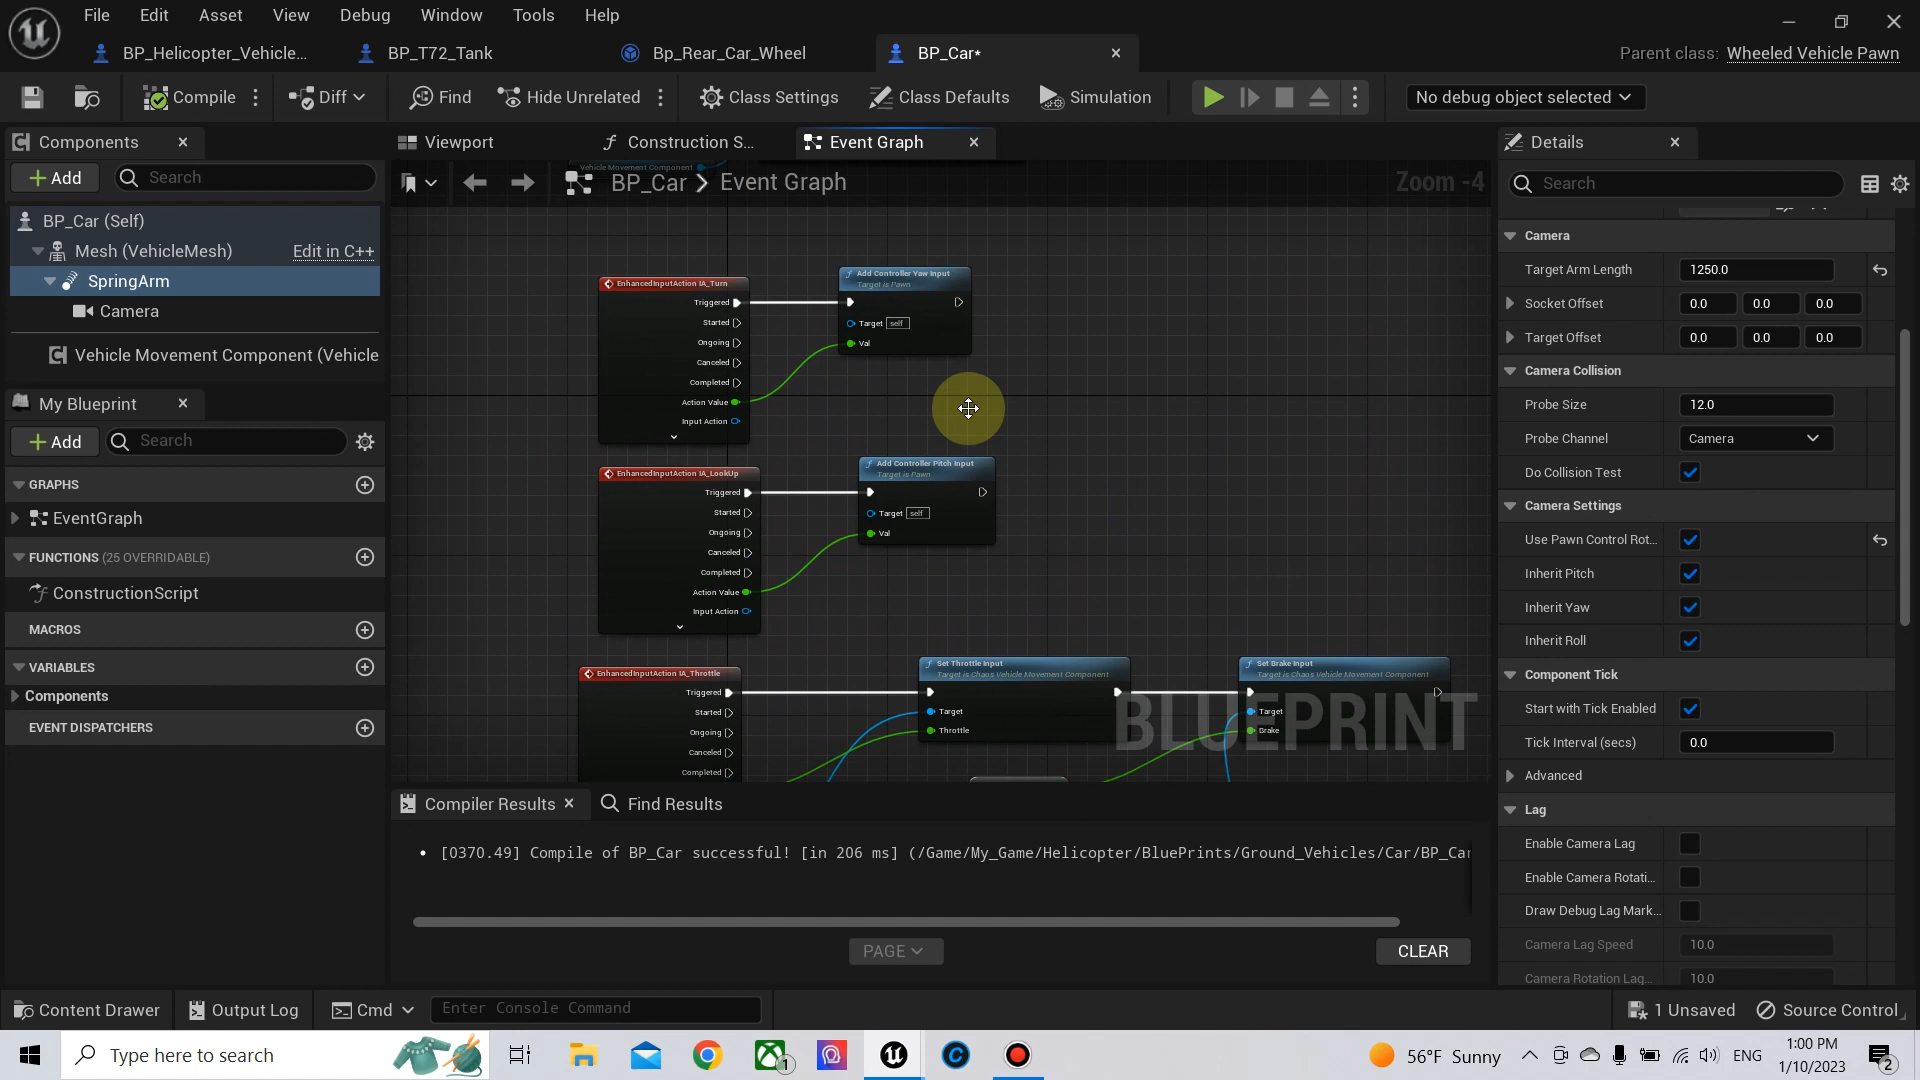 File Edit Asset View Debug Window Tools Help
BP_Helicopter_Vehicle... BP_T72_Tank Bp_Rear_Car_Wheel BP_Car* Parent class: Wheeled Vehicle Pawn
Compile Diff Find Hide Unrelated Class Settings Class Defaults Simulation No debug object selected
Components Viewport Construction S... Event Graph Details
Add Search BP_Car > Event Graph Zoom -4 Search
Vehicle Movement Component
BP_Car (Self)
Mesh (VehicleMesh) Edit in C++
SpringArm
Camera
Vehicle Movement Component (Vehicle
My Blueprint
Add Search
GRAPHS
EventGraph
FUNCTIONS (25 OVERRIDABLE)
ConstructionScript
MACROS
VARIABLES
Components
EVENT DISPATCHERS
EnhancedInputAction IA_Turn
Triggered
Started
Ongoing
Canceled
Completed
Action Value
Input Action
Add Controller Yaw Input
Target is Pawn
Target self
Val
EnhancedInputAction IA_LookUp
Triggered
Started
Ongoing
Canceled
Completed
Action Value
Input Action
Add Controller Pitch Input
Target is Pawn
Target self
Val
EnhancedInputAction IA_Throttle
Triggered
Started
Ongoing
Canceled
Completed
Set Throttle Input
Target is Chaos Vehicle Movement Component
Target
Throttle
Set Brake Input
Target is Chaos Vehicle Movement Component
Target
Brake
BLUEPRINT
Camera
Target Arm Length 1250.0
Socket Offset 0.0 0.0 0.0
Target Offset 0.0 0.0 0.0
Camera Collision
Probe Size 12.0
Probe Channel Camera
Do Collision Test
Camera Settings
Use Pawn Control Rot...
Inherit Pitch
Inherit Yaw
Inherit Roll
Component Tick
Start with Tick Enabled
Tick Interval (secs) 0.0
Advanced
Lag
Enable Camera Lag
Enable Camera Rotati...
Draw Debug Lag Mark...
Camera Lag Speed 10.0
Camera Rotation Lag... 10.0
Compiler Results Find Results
[0370.49] Compile of BP_Car successful! [in 206 ms] (/Game/My_Game/Helicopter/BluePrints/Ground_Vehicles/Car/BP_Car
PAGE CLEAR
Content Drawer Output Log Cmd Enter Console Command 1 Unsaved Source Control
Type here to search 1 56°F Sunny ENG 1:00 PM
1/10/2023 2